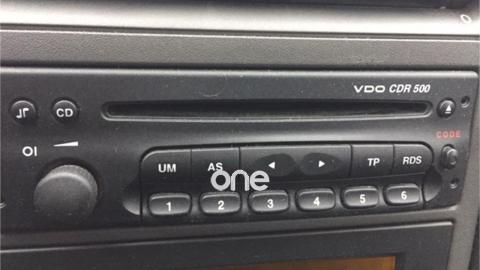 VDO CDR 500
CD
CODE
OI
UM AS TP RDS
one
1 2 3 4 5 6